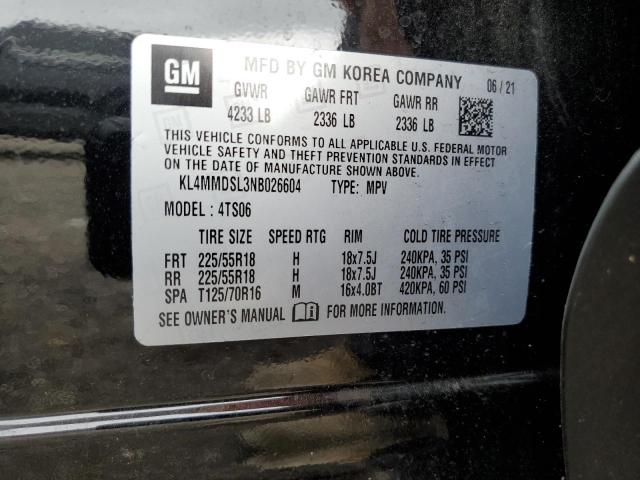 GM MFD BY GM KOREA COMPANY 06 / 21
GVWR GAWR FRT GAWR RR
4233 LB 2336 LB 2336 LB
THIS VEHICLE CONFORMS TO ALL APPLICABLE U.S. FEDERAL MOTOR
VEHICLE SAFETY AND THEFT PREVENTION STANDARDS IN EFFECT
ON THE DATE OF MANUFACTURE SHOWN ABOVE.
KL4MMDSL3NB026604 TYPE: MPV
MODEL : 4TS06
TIRE SIZE SPEED RTG RIM COLD TIRE PRESSURE
FRT 225/55R18 H 18x7.5J 240KPA, 35 PSI
RR 225/55R18 H 18x7.5J 240KPA, 35 PSI
SPA T125/70R16 M 16x4.0BT 420KPA, 60 PSI
SEE OWNER'S MANUAL FOR MORE INFORMATION.